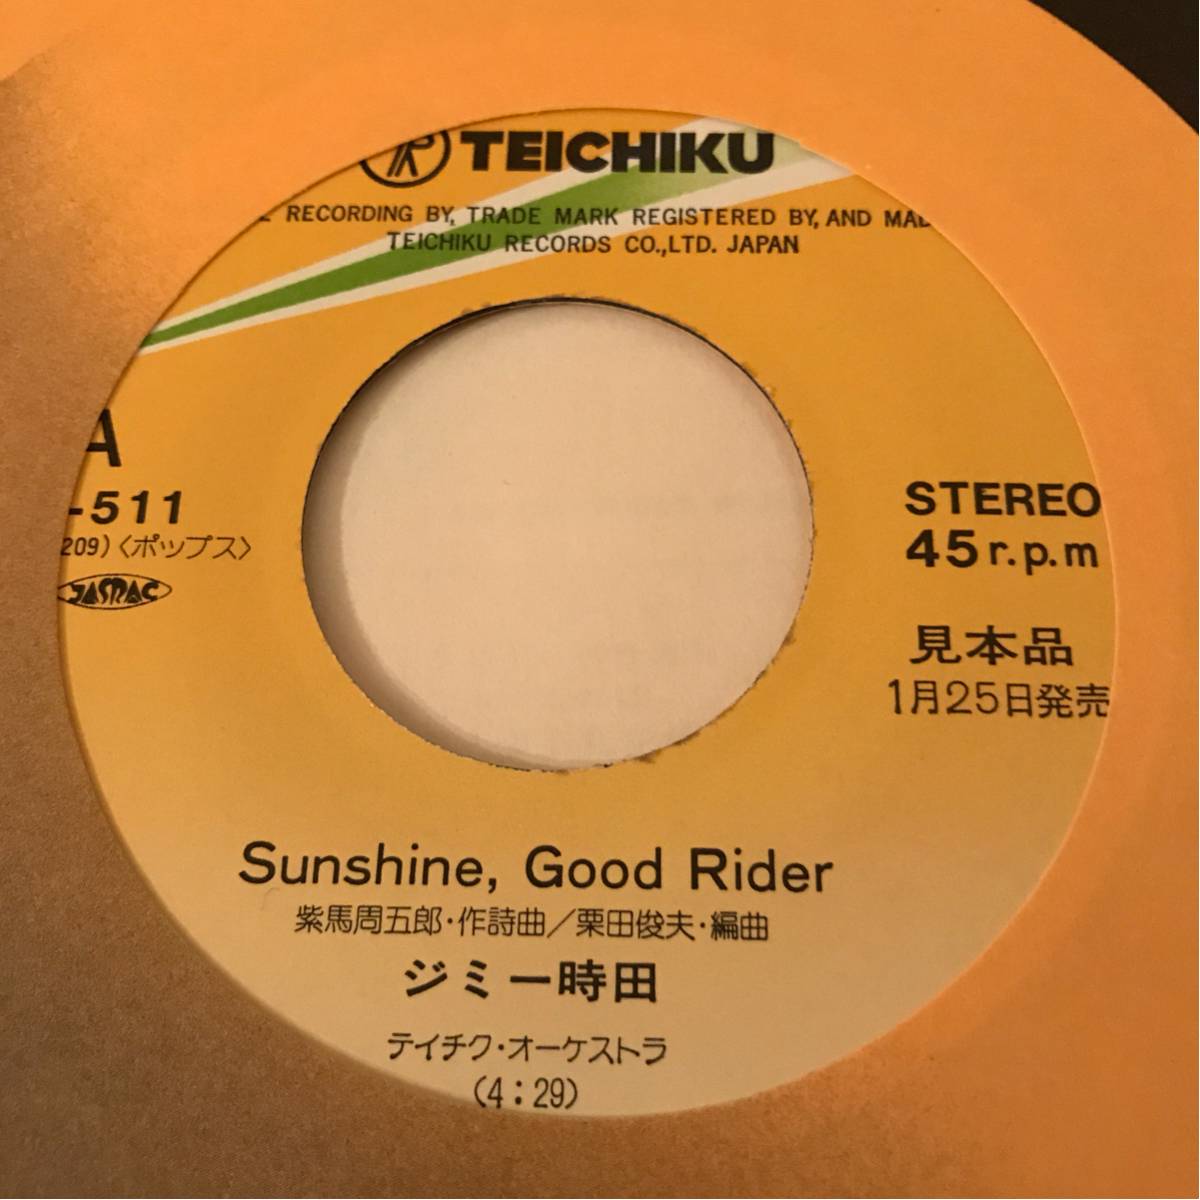 TEICHIKU
RECORDING BY, TRADE MARK REGISTERED BY, AND
TEICHIKU RECORDS CO.,LTD. JAPAN
A
-511
209)〈ポップス〉
JASRAC
STEREO
45 r.p.m
見本品
1月25日発売
Sunshine, Good Rider
紫馬周五郎・作詩曲／栗田俊夫・編曲
ジミー時田
テイチク・オーケストラ
(4:29)